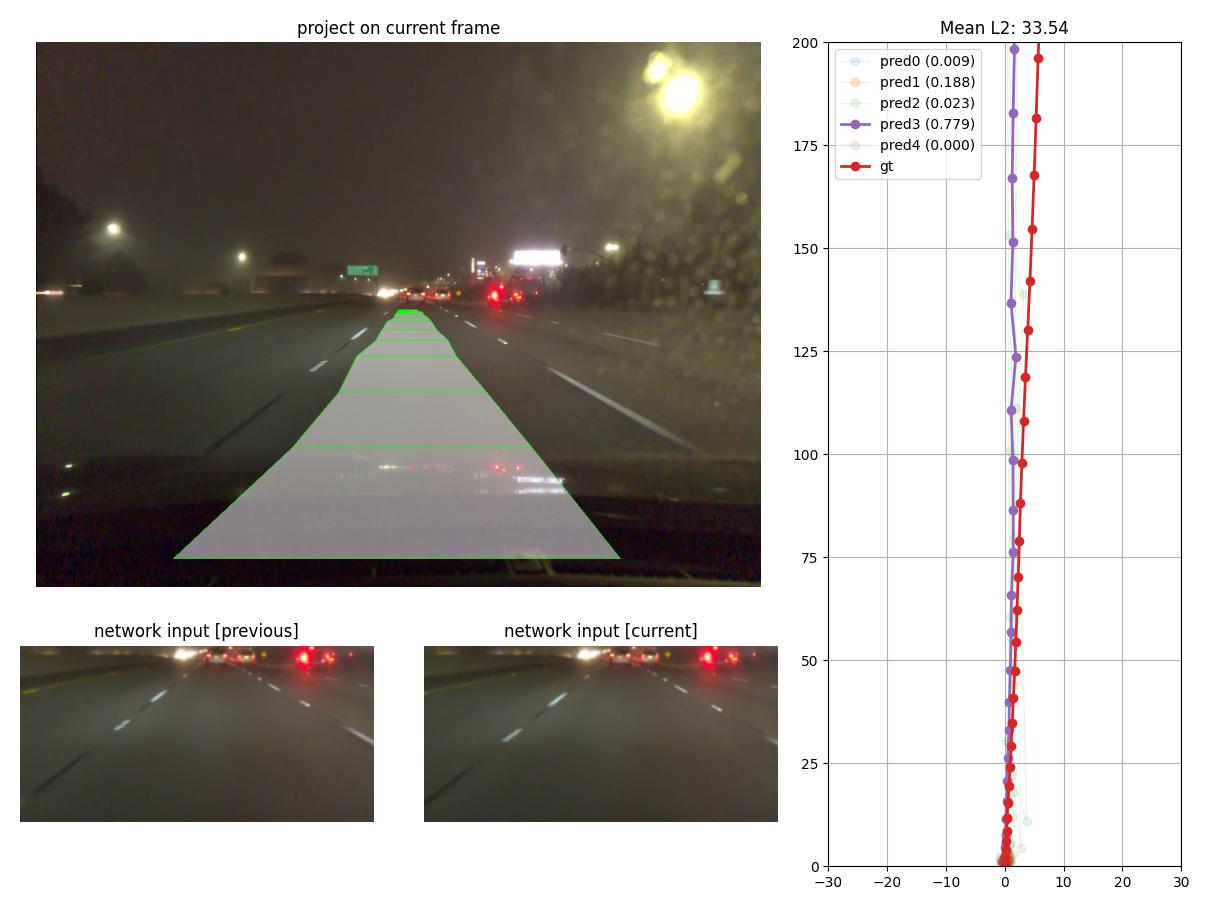 project on current frame
Mean L2: 33.54
200
175
150
125
100
75
50
25
0
−30
−20
−10
0
10
20
30
pred0 (0.009)
pred1 (0.188)
pred2 (0.023)
pred3 (0.779)
pred4 (0.000)
gt
network input [previous]
network input [current]